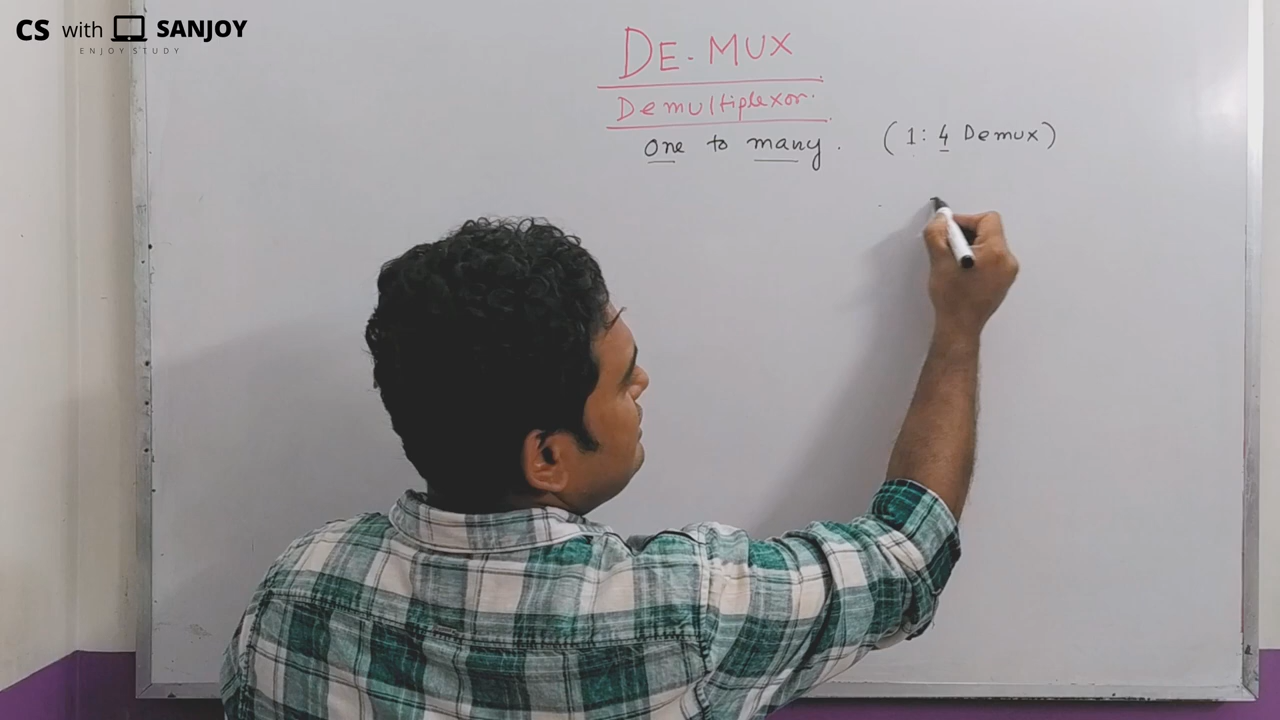 CS with SANJOY
ENJOY STUDY
DE-MUX
Demultiplexor.
one to many. (1:4 Demux)